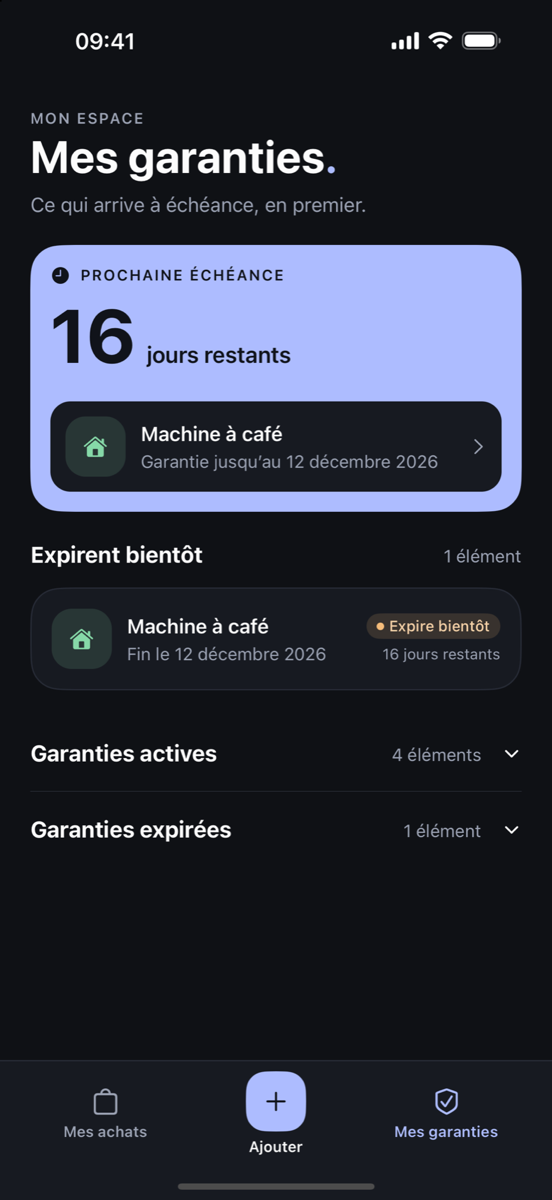 09:41
MON ESPACE
Mes garanties.
Ce qui arrive à échéance, en premier.
PROCHAINE ÉCHÉANCE
16 jours restants
Machine à café
Garantie jusqu’au 12 décembre 2026
Expirent bientôt
1 élément
Machine à café
Expire bientôt
Fin le 12 décembre 2026
16 jours restants
Garanties actives
4 éléments
Garanties expirées
1 élément
Mes achats
Ajouter
Mes garanties